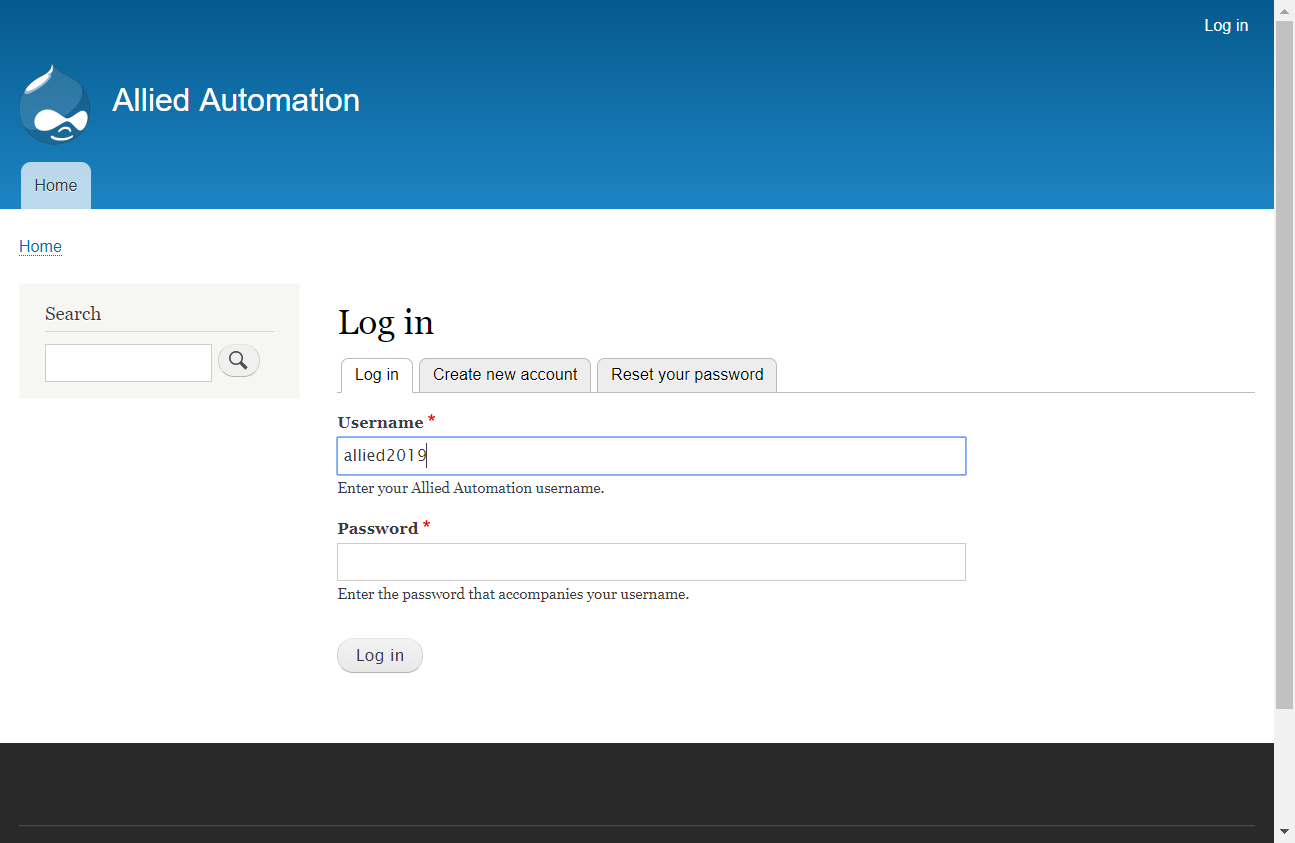 Log in
Allied Automation
Home
Home
Search
Log in
Log in
Create new account
Reset your password
Username *
allied2019
Enter your Allied Automation username.
Password *
Enter the password that accompanies your username.
Log in